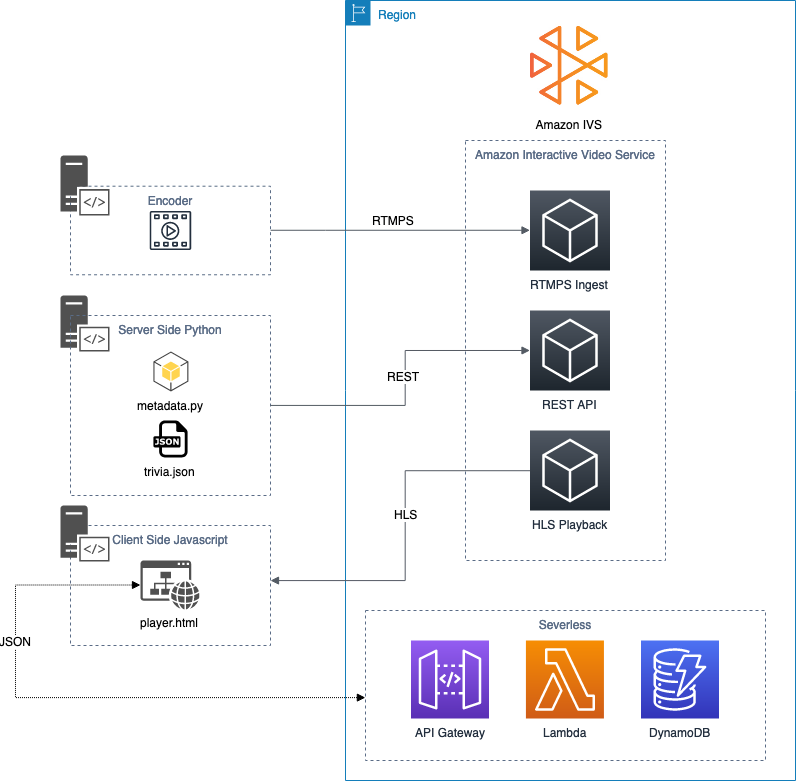 Region
Amazon IVS
Amazon Interactive Video Service
Encoder
</>
RTMPS
RTMPS Ingest
Server Side Python
</>
metadata.py
JSON
trivia.json
REST
REST API
HLS
HLS Playback
Client Side Javascript
</>
player.html
JSON
Severless
</>
API Gateway
Lambda
DynamoDB